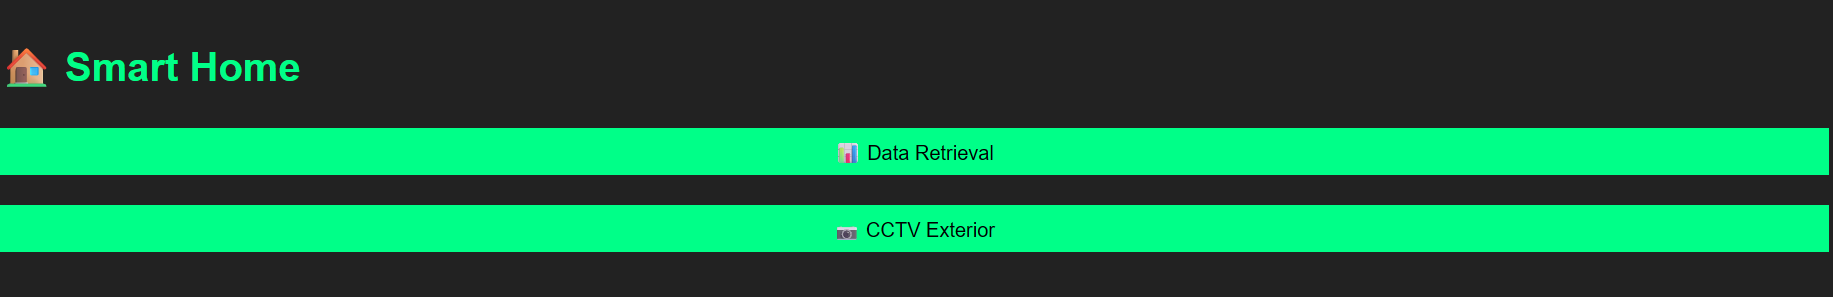 Smart Home
Data Retrieval
CCTV Exterior